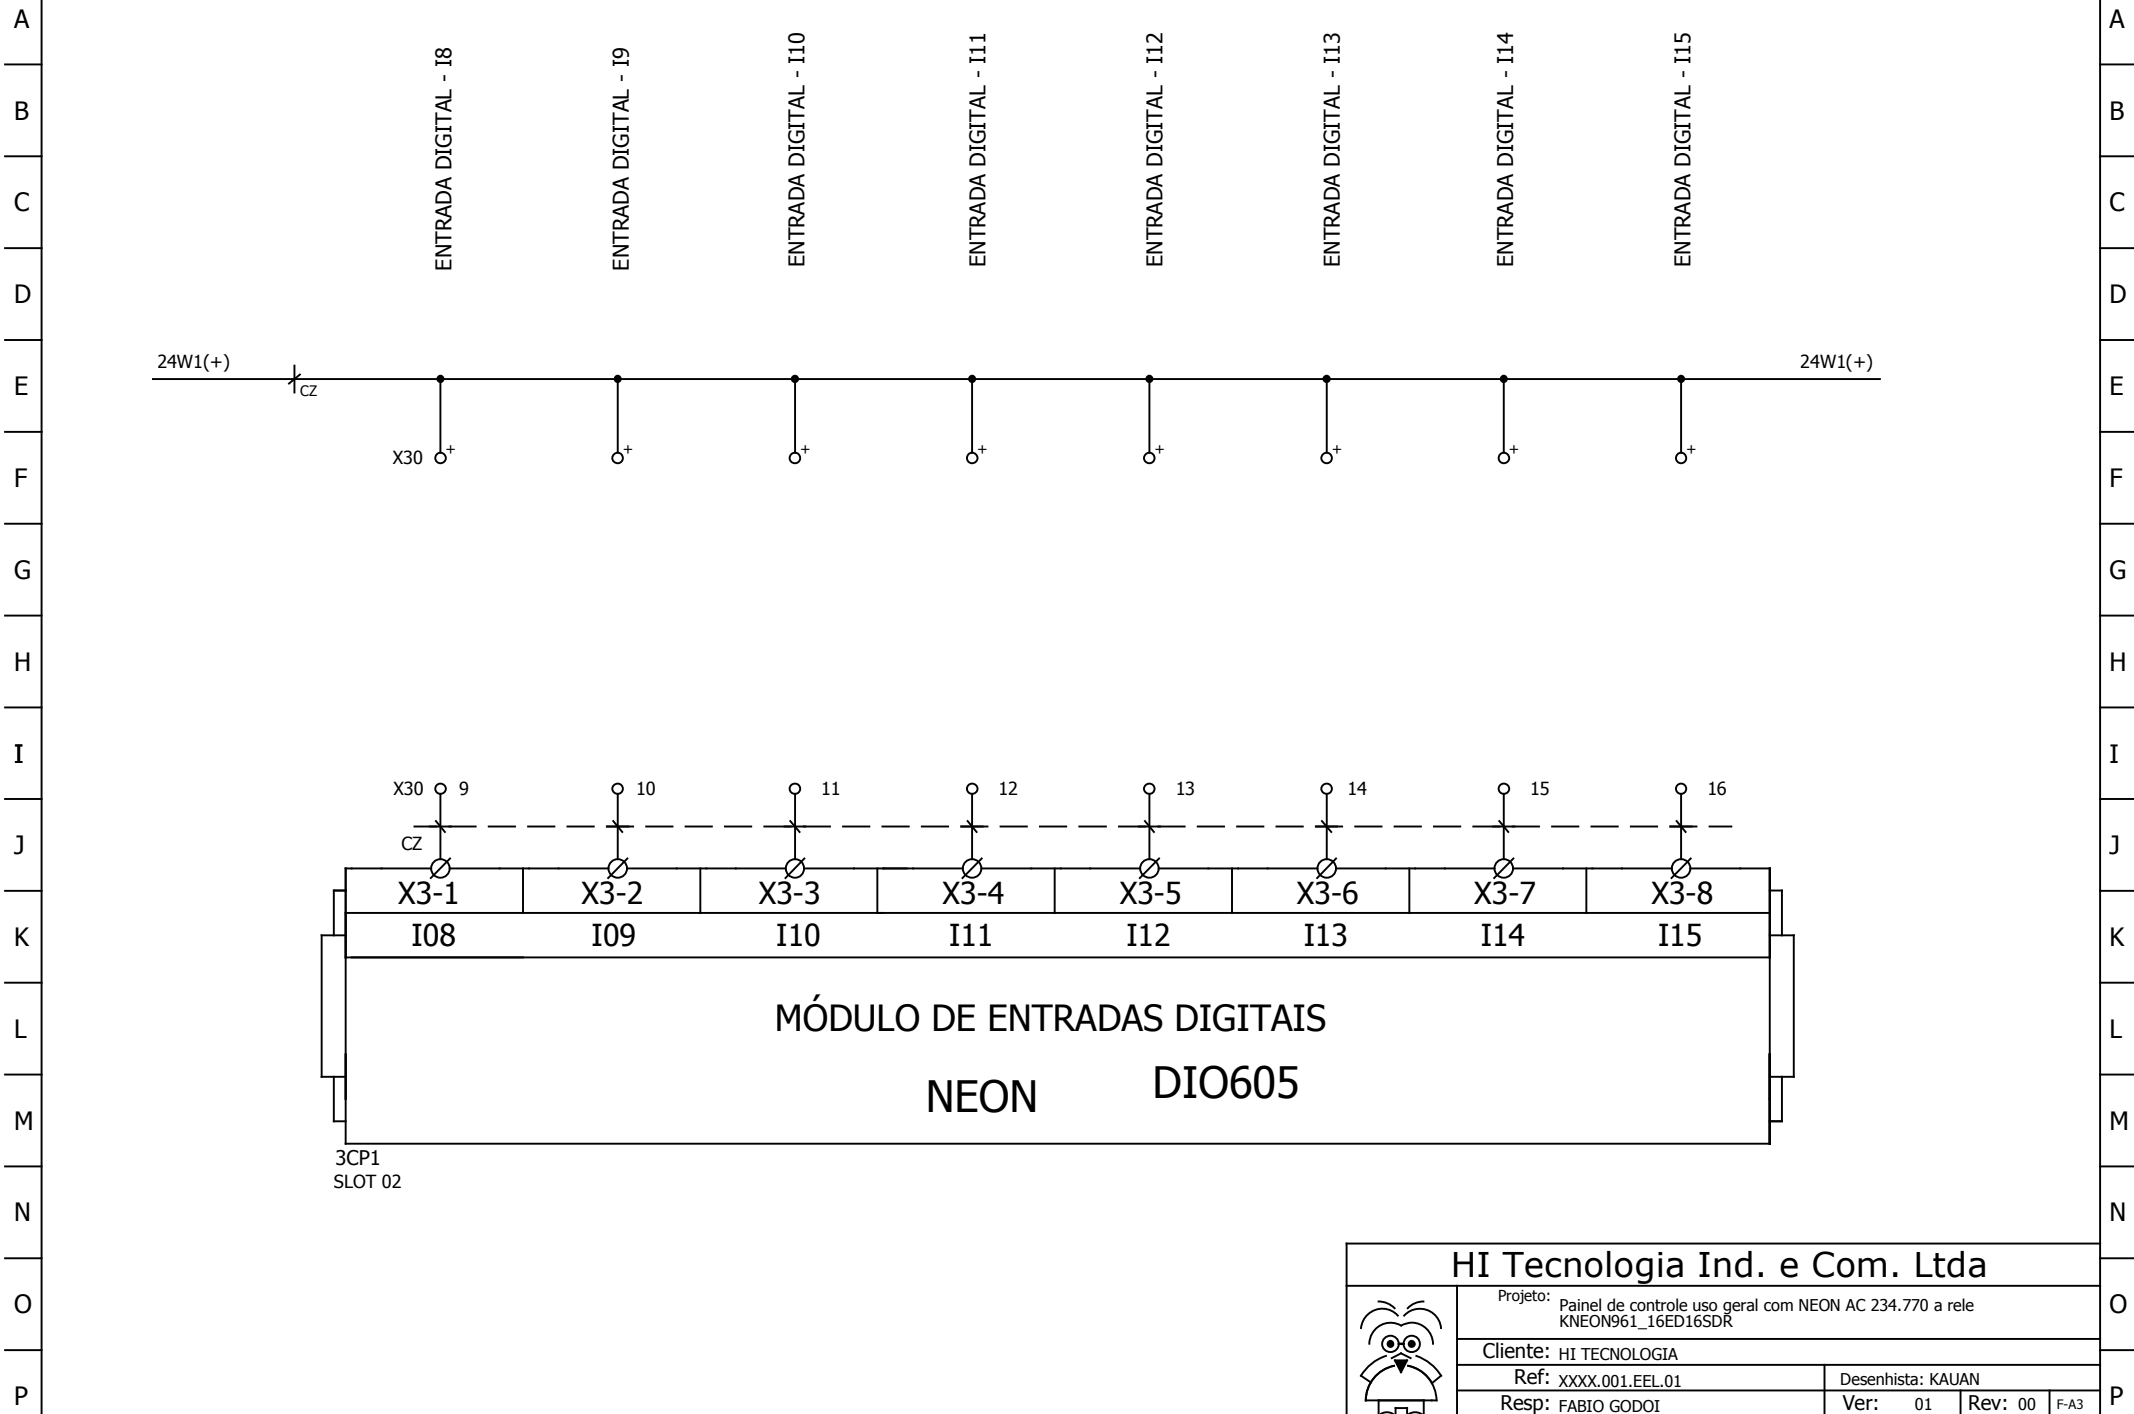 A
A
B
B
C
C
D
D
E
E
F
F
G
G
H
H
I
I
J
J
K
K
L
L
M
M
N
N
O
O
P
P
ENTRADA DIGITAL - I8
ENTRADA DIGITAL - I9
ENTRADA DIGITAL - I10
ENTRADA DIGITAL - I11
ENTRADA DIGITAL - I12
ENTRADA DIGITAL - I13
ENTRADA DIGITAL - I14
ENTRADA DIGITAL - I15
24W1(+)
24W1(+)
CZ
X30 + + + + + + + +
X30 9 10 11 12 13 14 15 16
CZ
X3-1 X3-2 X3-3 X3-4 X3-5 X3-6 X3-7 X3-8
I08 I09 I10 I11 I12 I13 I14 I15
MÓDULO DE ENTRADAS DIGITAIS
NEON DIO605
3CP1
SLOT 02
HI Tecnologia Ind. e Com. Ltda
Projeto: Painel de controle uso geral com NEON AC 234.770 a rele
KNEON961_16ED16SDR
Cliente: HI TECNOLOGIA
Ref: XXXX.001.EEL.01 Desenhista: KAUAN
Resp: FABIO GODOI Ver: 01 Rev: 00 F-A3